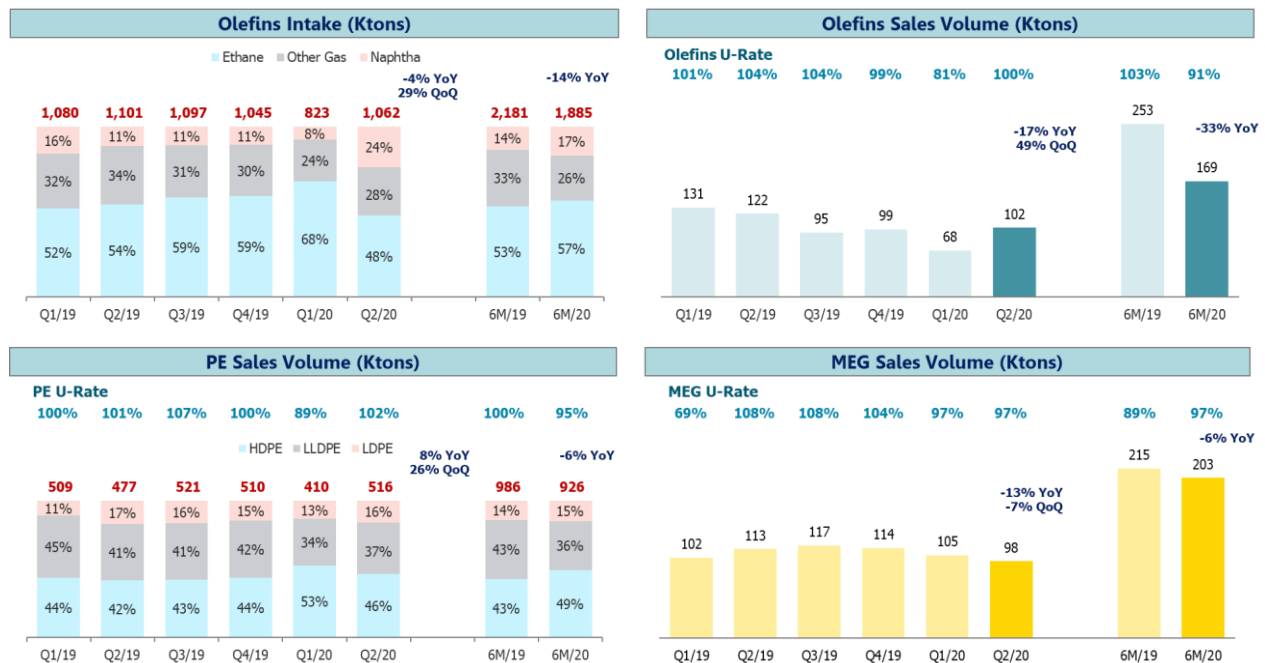 Olefins Intake (Ktons)
Ethane Other Gas Naphtha
-4% YoY
29% QoQ
-14% YoY
1,080 1,101 1,097 1,045 823 1,062 2,181 1,885
16% 11% 11% 11% 8% 24% 14% 17%
32% 34% 31% 30% 24% 28% 33% 26%
52% 54% 59% 59% 68% 48% 53% 57%
Q1/19 Q2/19 Q3/19 Q4/19 Q1/20 Q2/20 6M/19 6M/20
Olefins Sales Volume (Ktons)
Olefins U-Rate
101% 104% 104% 99% 81% 100% 103% 91%
-17% YoY
49% QoQ
-33% YoY
131 122 95 99 68 102 253 169
Q1/19 Q2/19 Q3/19 Q4/19 Q1/20 Q2/20 6M/19 6M/20
PE Sales Volume (Ktons)
PE U-Rate
100% 101% 107% 100% 89% 102% 100% 95%
HDPE LLDPE LDPE
8% YoY
26% QoQ
-6% YoY
509 477 521 510 410 516 986 926
11% 17% 16% 15% 13% 16% 14% 15%
45% 41% 41% 42% 34% 37% 43% 36%
44% 42% 43% 44% 53% 46% 43% 49%
Q1/19 Q2/19 Q3/19 Q4/19 Q1/20 Q2/20 6M/19 6M/20
MEG Sales Volume (Ktons)
MEG U-Rate
69% 108% 108% 104% 97% 97% 89% 97%
-6% YoY
-13% YoY
-7% QoQ
102 113 117 114 105 98 215 203
Q1/19 Q2/19 Q3/19 Q4/19 Q1/20 Q2/20 6M/19 6M/20